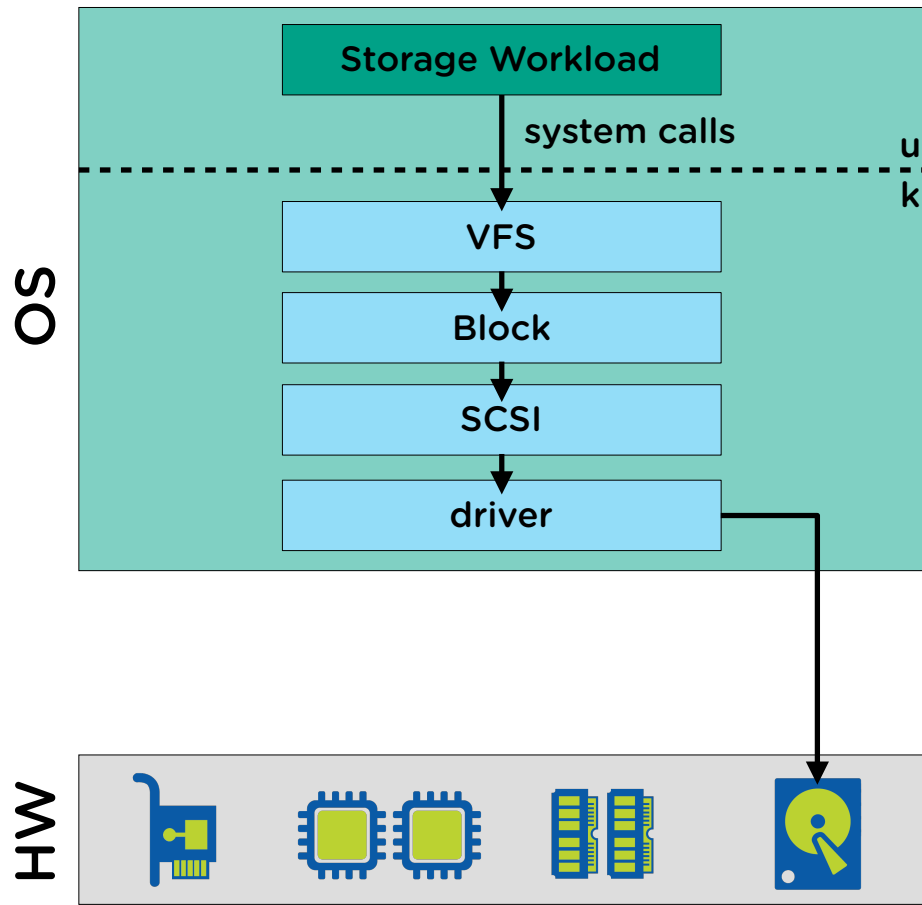 Storage Workload
system calls
u
k
VFS
Block
SCSI
driver
OS
HW